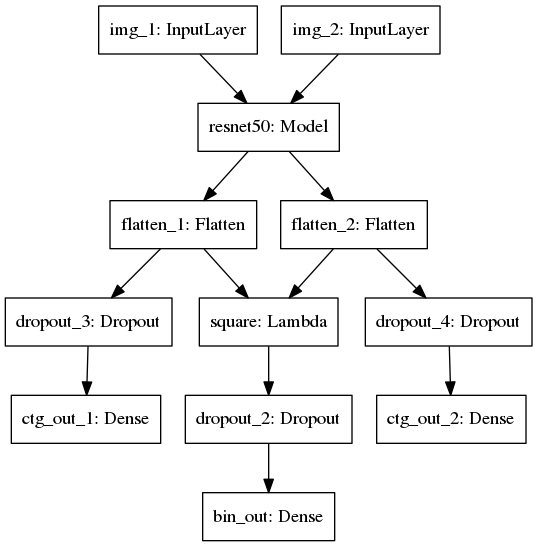 img_1: InputLayer
img_2: InputLayer
resnet50: Model
flatten_1: Flatten
flatten_2: Flatten
dropout_3: Dropout
square: Lambda
dropout_4: Dropout
ctg_out_1: Dense
dropout_2: Dropout
ctg_out_2: Dense
bin_out: Dense